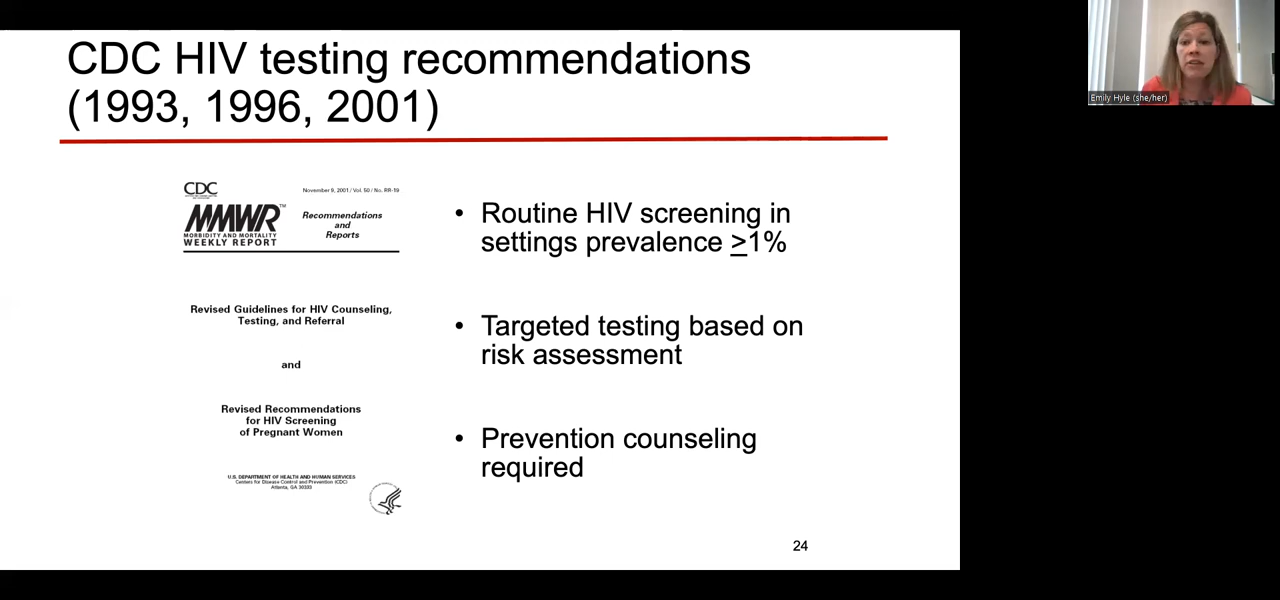 CDC HIV testing recommendations
(1993, 1996, 2001)
Emily Hyle (she/her)
CDC
November 9, 2001 / Vol. 50 / No. RR-19
MMWR™
MORBIDITY AND MORTALITY
WEEKLY REPORT
Recommendations
and
Reports
Revised Guidelines for HIV Counseling,
Testing, and Referral
and
Revised Recommendations
for HIV Screening
of Pregnant Women
U.S. DEPARTMENT OF HEALTH AND HUMAN SERVICES
Centers for Disease Control and Prevention (CDC)
Atlanta, GA 30333
• Routine HIV screening in
settings prevalence ≥1%
• Targeted testing based on
risk assessment
• Prevention counseling
required
24